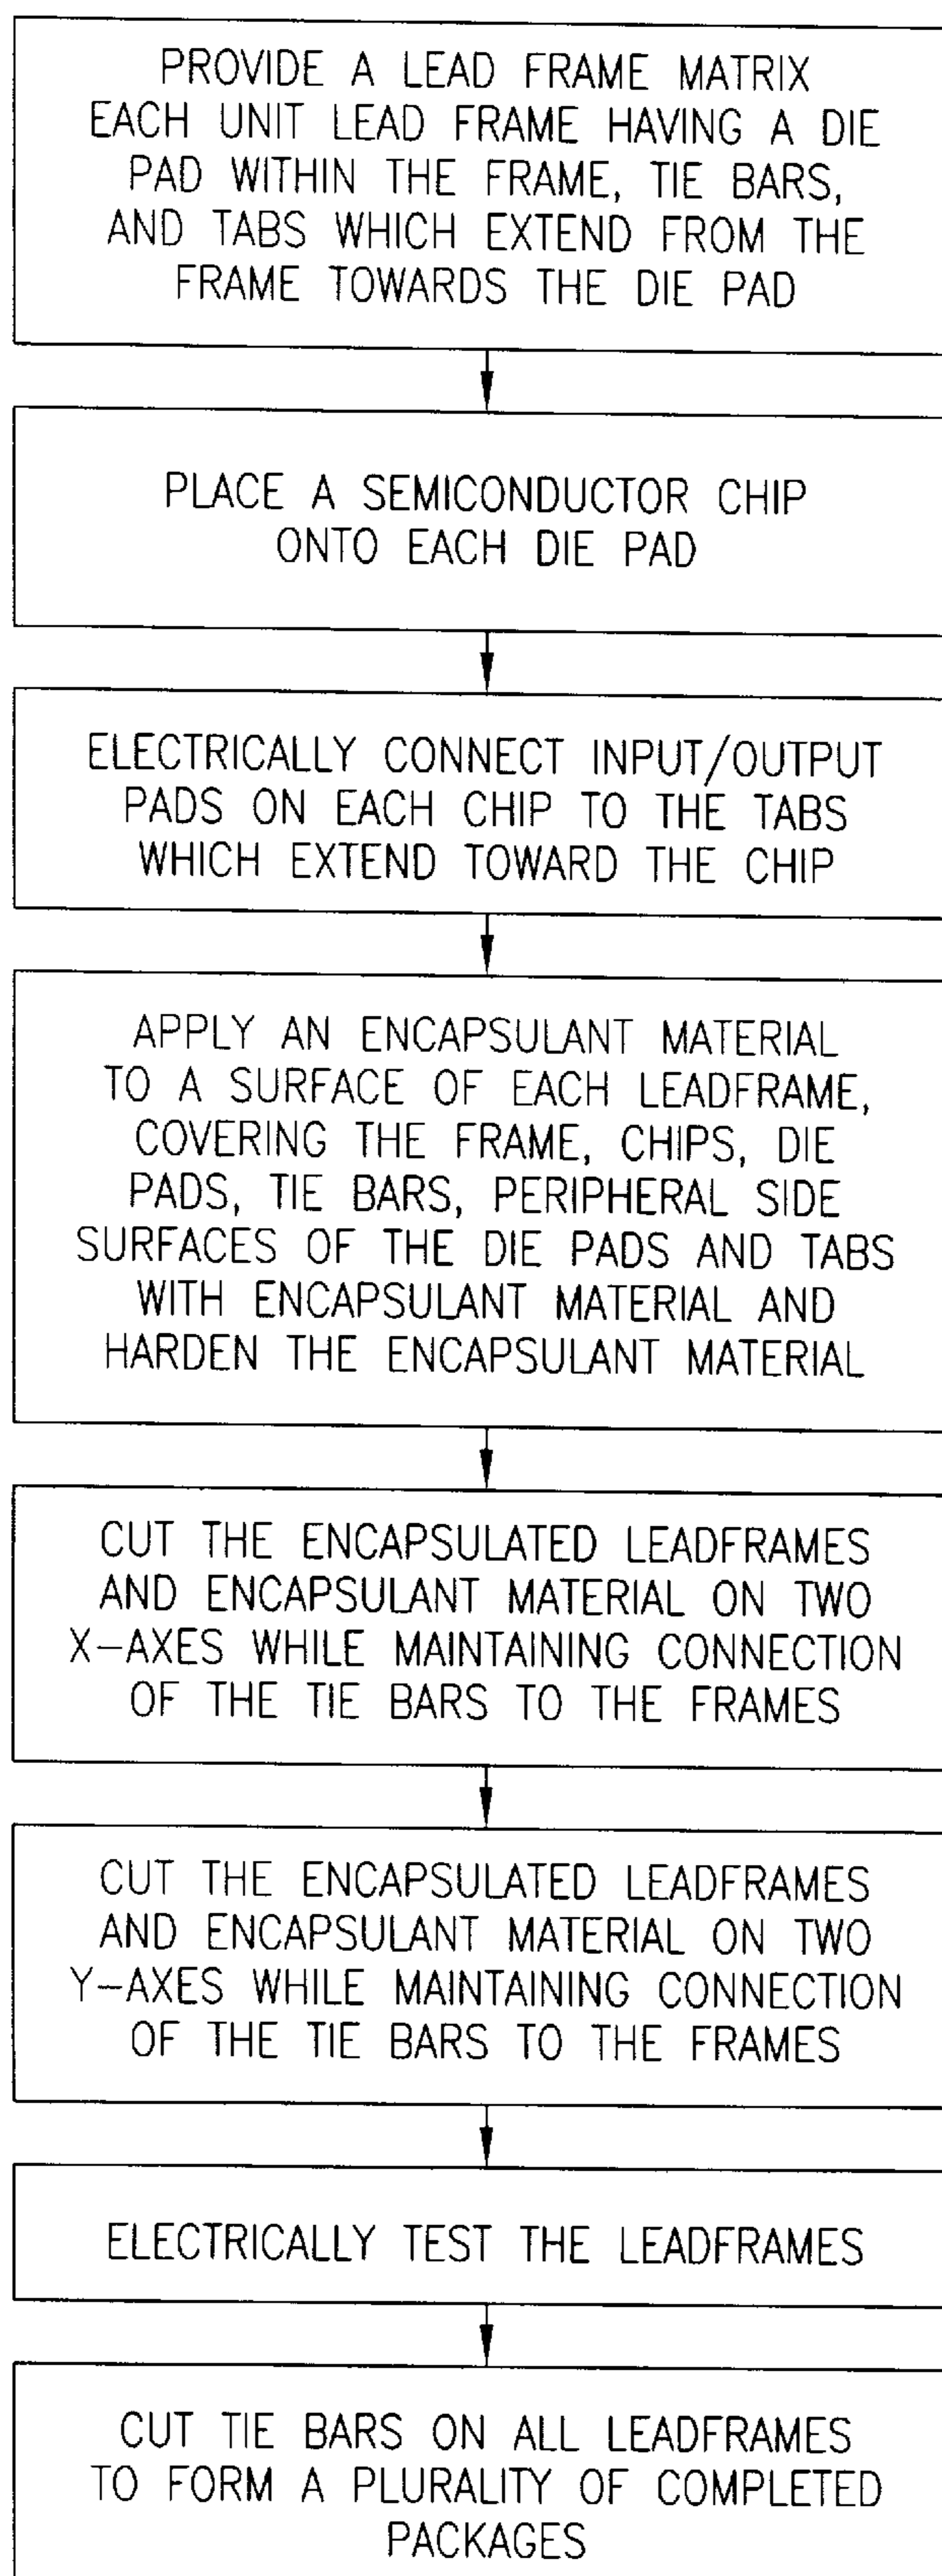 PROVIDE A LEAD FRAME MATRIX
EACH UNIT LEAD FRAME HAVING A DIE
PAD WITHIN THE FRAME, TIE BARS,
AND TABS WHICH EXTEND FROM THE
FRAME TOWARDS THE DIE PAD
PLACE A SEMICONDUCTOR CHIP
ONTO EACH DIE PAD
ELECTRICALLY CONNECT INPUT/OUTPUT
PADS ON EACH CHIP TO THE TABS
WHICH EXTEND TOWARD THE CHIP
APPLY AN ENCAPSULANT MATERIAL
TO A SURFACE OF EACH LEADFRAME,
COVERING THE FRAME, CHIPS, DIE
PADS, TIE BARS, PERIPHERAL SIDE
SURFACES OF THE DIE PADS AND TABS
WITH ENCAPSULANT MATERIAL AND
HARDEN THE ENCAPSULANT MATERIAL
CUT THE ENCAPSULATED LEADFRAMES
AND ENCAPSULANT MATERIAL ON TWO
X-AXES WHILE MAINTAINING CONNECTION
OF THE TIE BARS TO THE FRAMES
CUT THE ENCAPSULATED LEADFRAMES
AND ENCAPSULANT MATERIAL ON TWO
Y-AXES WHILE MAINTAINING CONNECTION
OF THE TIE BARS TO THE FRAMES
ELECTRICALLY TEST THE LEADFRAMES
CUT TIE BARS ON ALL LEADFRAMES
TO FORM A PLURALITY OF COMPLETED
PACKAGES